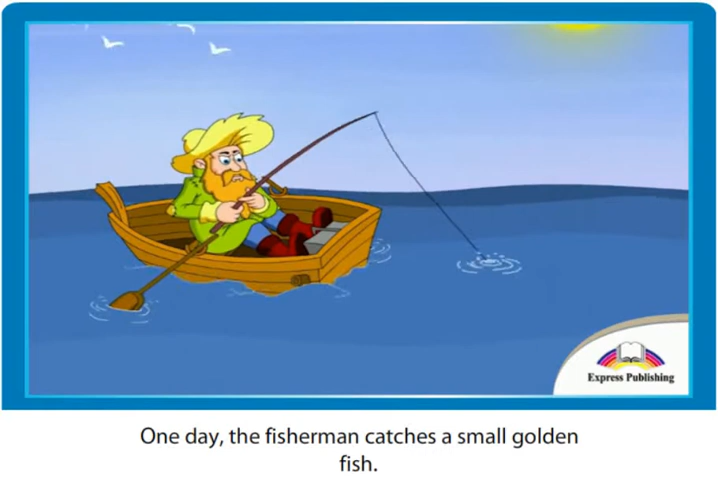 Express Publishing
One day, the fisherman catches a small golden
fish.